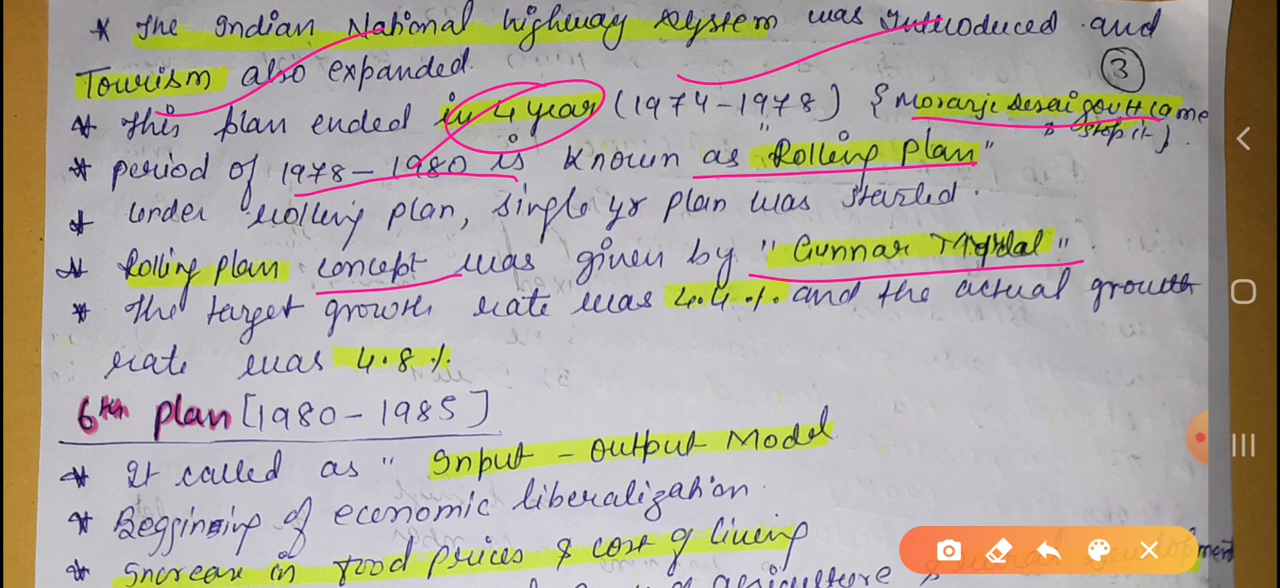 * The Indian National highway system was introduced and
Tourism also expanded.
3
* This plan ended in 4 year (1974-1978) { Morarji desai govt came
& stop it }
* period of 1978-1980 is known as "Rolling plan"
* Under rolling plan, single yr plan was started.
* Rolling plan concept was given by "Gunnar Myrdal"
* The target growth rate was 4.4% and the actual growth
rate was 4.8%
6th plan [1980-1985]
* It called as " Input - Output Model
* Beggining of economic liberalization.
* Increase in food prices & cost of living
of agriculture &